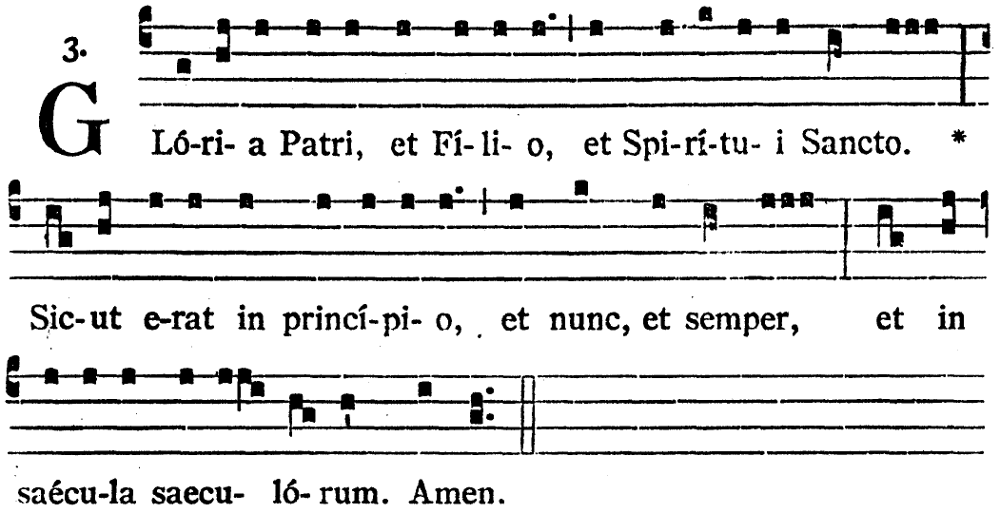 3.
GLó-ri- a Patri, et Fí- li- o, et Spi-rí-tu- i Sancto. *
Sic-ut e-rat in princí-pi- o, et nunc, et semper, et in
saécu-la saecu- ló- rum. Amen.